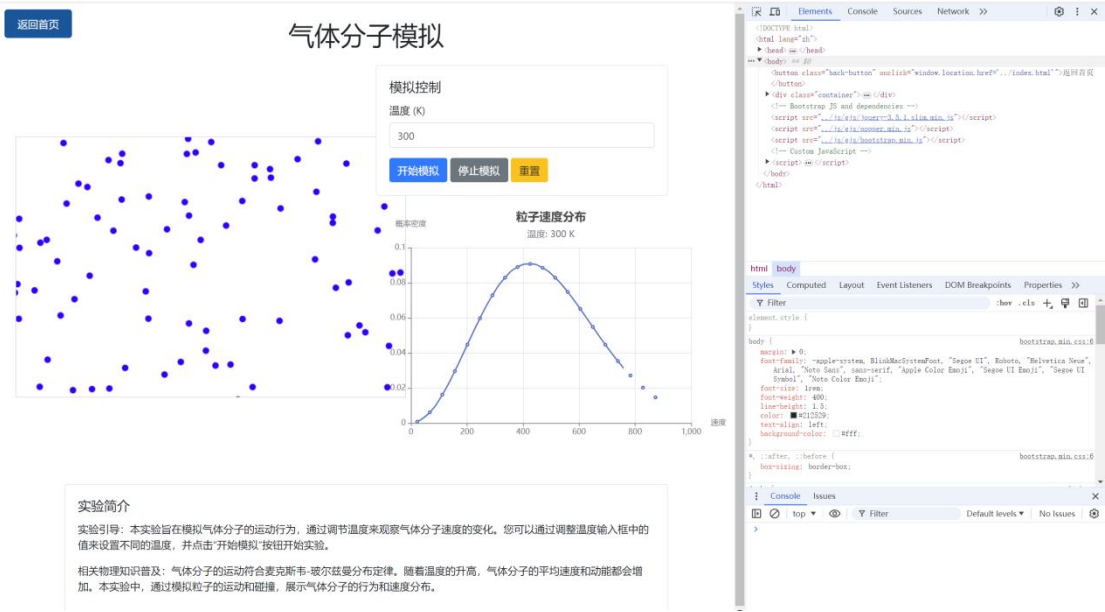 返回首页
气体分子模拟
模拟控制
温度 (K)
300
开始模拟
停止模拟
重置
粒子速度分布
温度: 300 K
概率密度
0.1
0.08
0.06
0.04
0.02
0
0 200 400 600 800 1,000
速度
实验简介
实验引导：本实验旨在模拟气体分子的运动行为，通过调节温度来观察气体分子速度的变化。您可以通过调整温度输入框中的
值来设置不同的温度，并点击"开始模拟"按钮开始实验。
相关物理知识普及：气体分子的运动符合麦克斯韦-玻尔兹曼分布定律。随着温度的升高，气体分子的平均速度和动能都会增
加。本实验中，通过模拟粒子的运动和碰撞，展示气体分子的行为和速度分布。
Elements Console Sources Network
<!DOCTYPE html>
<html lang="zh">
<head> </head>
<body> == $0
<button class="back-button" onclick="window.location.href='../index.html'">返回首页
</button>
<div class="container"> </div>
<!-- Bootstrap JS and dependencies -->
<script src="../js/ejs/jquery-3.5.1.slim.min.js"></script>
<script src="../js/ejs/popper.min.js"></script>
<script src="../js/ejs/bootstrap.min.js"></script>
<!-- Custom JavaScript -->
<script> </script>
</body>
</html>
html body
Styles Computed Layout Event Listeners DOM Breakpoints Properties
Filter :hov .cls
element.style {
}
body { bootstrap.min.css:6
margin: 0;
font-family: -apple-system, BlinkMacSystemFont, "Segoe UI", Roboto, "Helvetica Neue",
Arial, "Noto Sans", sans-serif, "Apple Color Emoji", "Segoe UI Emoji", "Segoe UI
Symbol", "Noto Color Emoji";
font-size: 1rem;
font-weight: 400;
line-height: 1.5;
color: #212529;
text-align: left;
background-color: #fff;
}
*, ::after, ::before { bootstrap.min.css:6
box-sizing: border-box;
}
Console Issues
top Filter Default levels No Issues